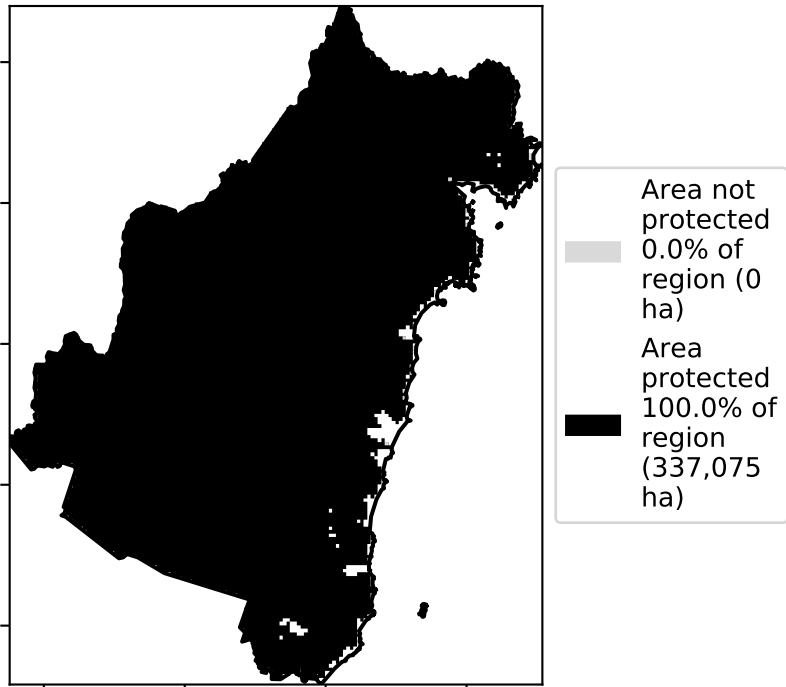 Area not
protected
0.0% of
region (0
ha)
Area
protected
100.0% of
region
(337,075
ha)